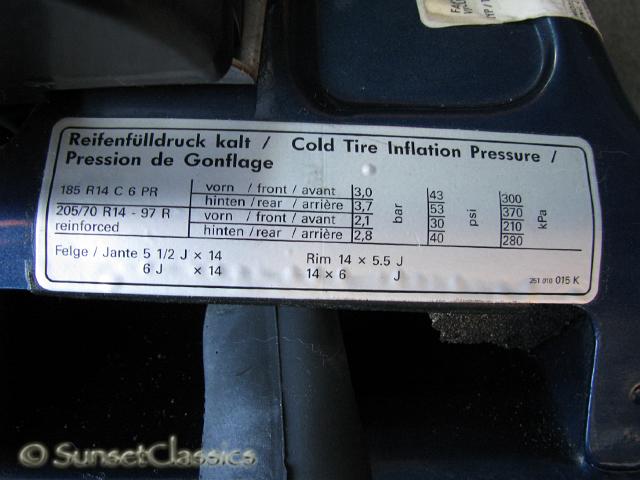 Reifenfülldruck kalt / Cold Tire Inflation Pressure /
Pression de Gonflage
185 R14 C 6 PR vorn / front / avant 3,0 bar 43 psi 300 kPa
hinten / rear / arrière 3,7 53 370
205/70 R14 - 97 R vorn / front / avant 2,1 30 210
reinforced hinten / rear / arrière 2,8 40 280
Felge / Jante 5 1/2 J x 14 Rim 14 x 5.5 J
6 J x 14 14 x 6 J
251 010 015 K
© SunsetClassics